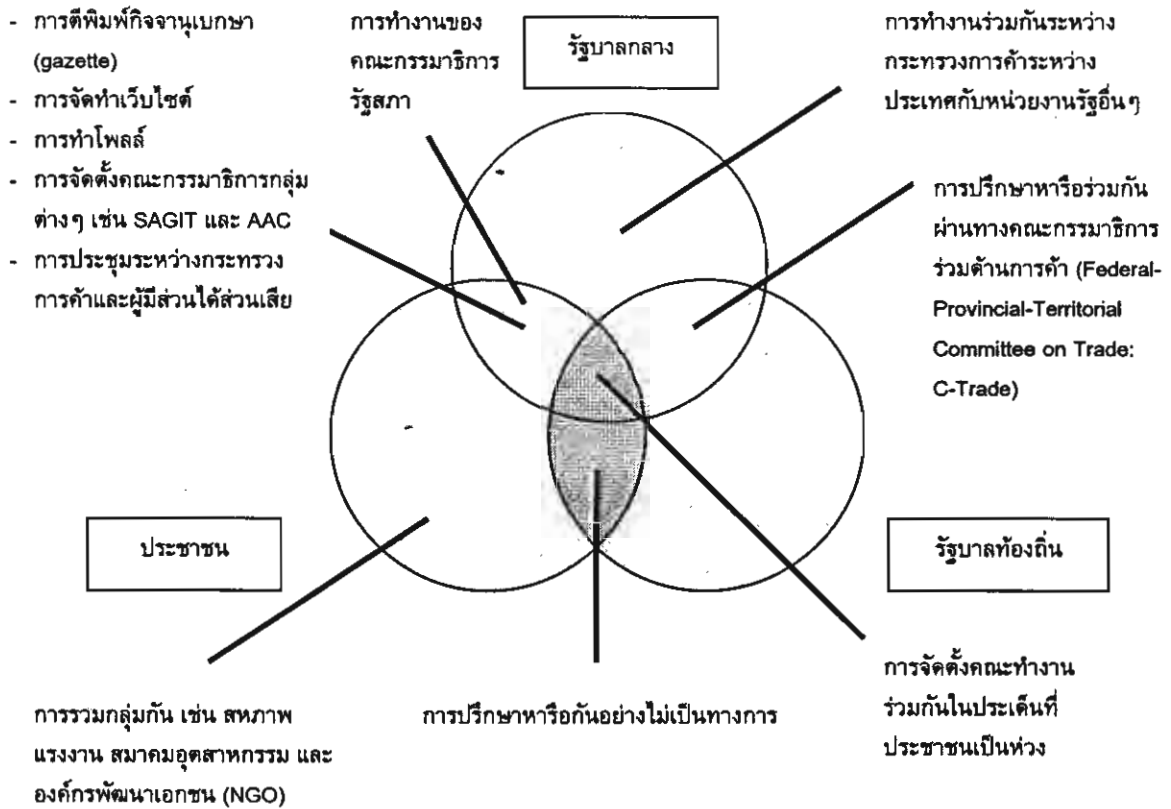 - การตีพิมพ์กิจจานุเบกษา
(gazette)
- การจัดทำเว็บไซต์
- การทำโพลล์
- การจัดตั้งคณะกรรมาธิการกลุ่ม
ต่างๆ เช่น SAGIT และ AAC
- การประชุมระหว่างกระทรวง
การค้าและผู้มีส่วนได้ส่วนเสีย
การทำงานของ
คณะกรรมาธิการ
รัฐสภา
รัฐบาลกลาง
การทำงานร่วมกันระหว่าง
กระทรวงการค้าระหว่าง
ประเทศกับหน่วยงานรัฐอื่นๆ
การปรึกษาหารือร่วมกัน
ผ่านทางคณะกรรมาธิการ
ร่วมด้านการค้า (Federal-
Provincial-Territorial
Committee on Trade:
C-Trade)
ประชาชน
รัฐบาลท้องถิ่น
การรวมกลุ่มกัน เช่น สหภาพ
แรงงาน สมาคมอุตสาหกรรม และ
องค์กรพัฒนาเอกชน (NGO)
การปรึกษาหารือกันอย่างไม่เป็นทางการ
การจัดตั้งคณะทำงาน
ร่วมกันในประเด็นที่
ประชาชนเป็นห่วง